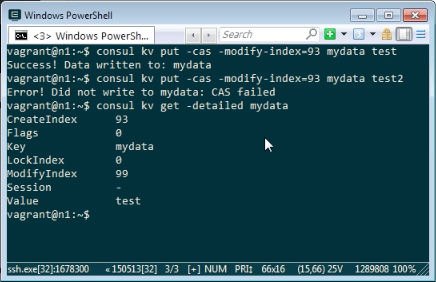 Windows PowerShell
<3> Windows PowerShell
Search
vagrant@n1:~$ consul kv put -cas -modify-index=93 mydata test
Success! Data written to: mydata
vagrant@n1:~$ consul kv put -cas -modify-index=93 mydata test2
Error! Did not write to mydata: CAS failed
vagrant@n1:~$ consul kv get -detailed mydata
CreateIndex 93
Flags 0
Key mydata
LockIndex 0
ModifyIndex 99
Session -
Value test
vagrant@n1:~$
ssh.exe[32]:1678300 « 150513[32] 3/3 [+] NUM PRI↕ 66x16 (15,66) 25V 1289808 100%